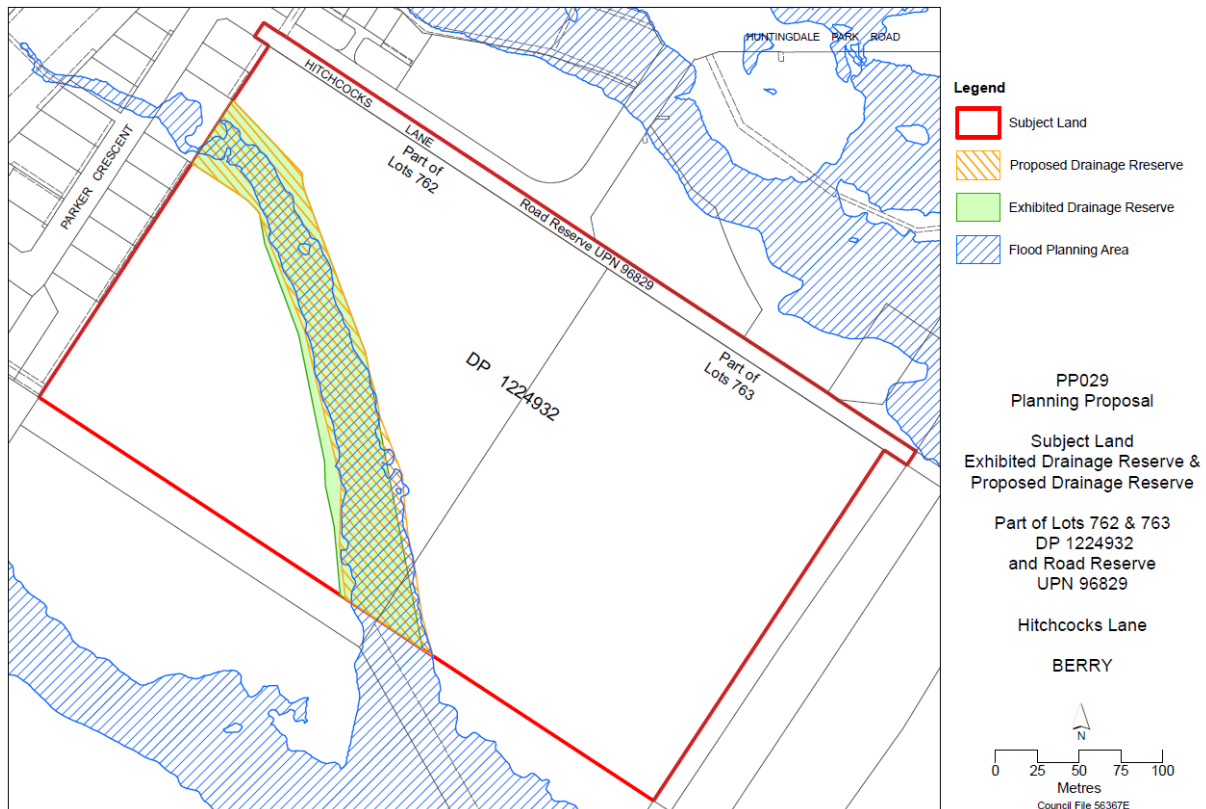 HUNTINGDALE PARK ROAD
HITCHCOCKS
LANE
Part of
Lots 762
PARKER CRESCENT
Road Reserve UPN 96829
DP 1224932
Part of
Lots 763
Legend
Subject Land
Proposed Drainage Reserve
Exhibited Drainage Reserve
Flood Planning Area
PP029
Planning Proposal
Subject Land
Exhibited Drainage Reserve &
Proposed Drainage Reserve
Part of Lots 762 & 763
DP 1224932
and Road Reserve
UPN 96829
Hitchcocks Lane
BERRY
N
0 25 50 75 100
Metres
Council File 56367E